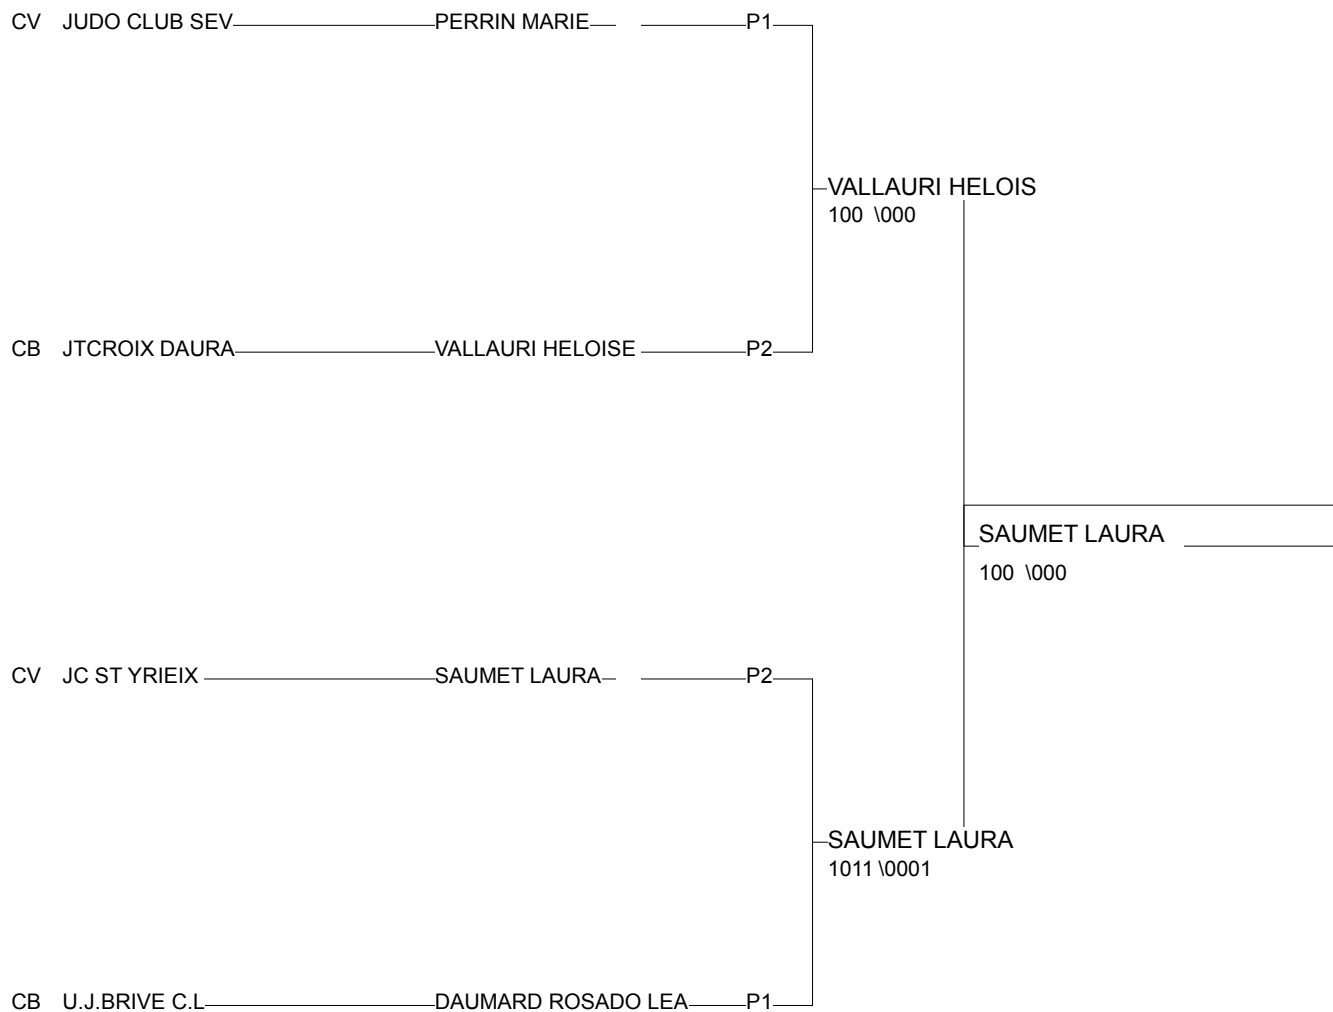 CV JUDO CLUB SEV PERRIN MARIE P1
VALLAURI HELOIS
100 \000
CB JTCROIX DAURA VALLAURI HELOISE P2
SAUMET LAURA
100 \000
CV JC ST YRIEIX SAUMET LAURA P2
SAUMET LAURA
1011 \0001
CB U.J.BRIVE C.L DAUMARD ROSADO LEA P1